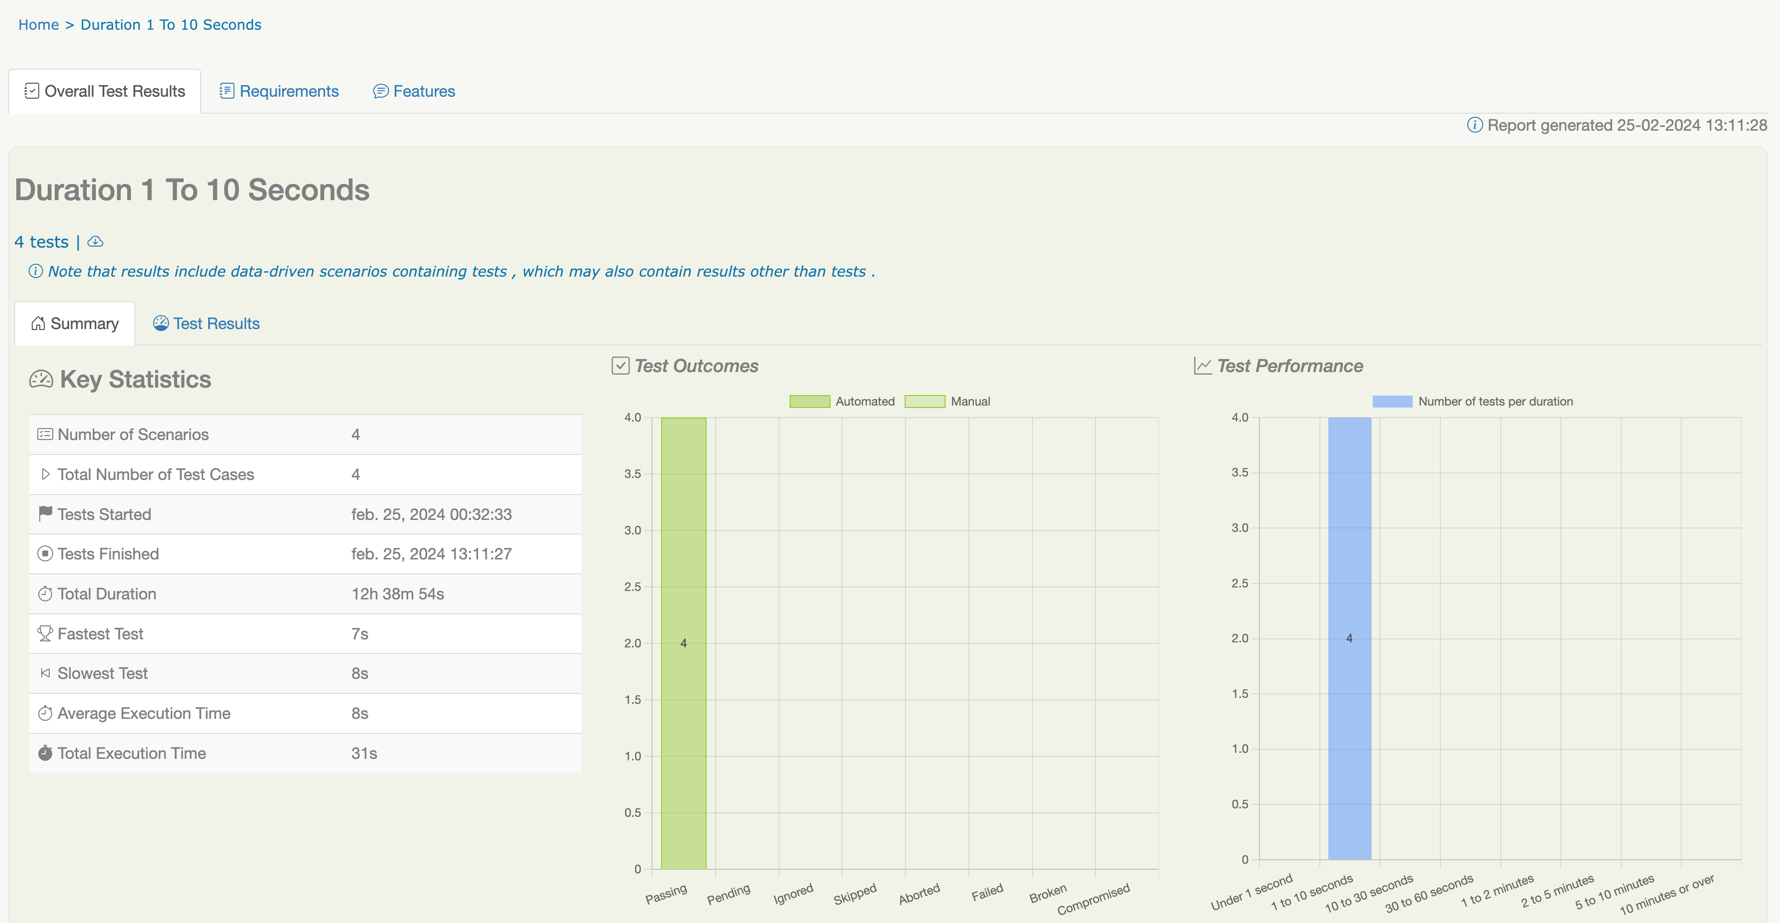 Home > Duration 1 To 10 Seconds
Overall Test Results
Requirements
Features
Report generated 25-02-2024 13:11:28
Duration 1 To 10 Seconds
4 tests |
Note that results include data-driven scenarios containing tests , which may also contain results other than tests .
Summary
Test Results
Key Statistics
Number of Scenarios 4
Total Number of Test Cases 4
Tests Started feb. 25, 2024 00:32:33
Tests Finished feb. 25, 2024 13:11:27
Total Duration 12h 38m 54s
Fastest Test 7s
Slowest Test 8s
Average Execution Time 8s
Total Execution Time 31s
Test Outcomes
Automated Manual
4.0
3.5
3.0
2.5
2.0
1.5
1.0
0.5
0
4
Passing Pending Ignored Skipped Aborted Failed Broken Compromised
Test Performance
Number of tests per duration
4.0
3.5
3.0
2.5
2.0
1.5
1.0
0.5
0
4
Under 1 second 1 to 10 seconds 10 to 30 seconds 30 to 60 seconds 1 to 2 minutes 2 to 5 minutes 5 to 10 minutes 10 minutes or over